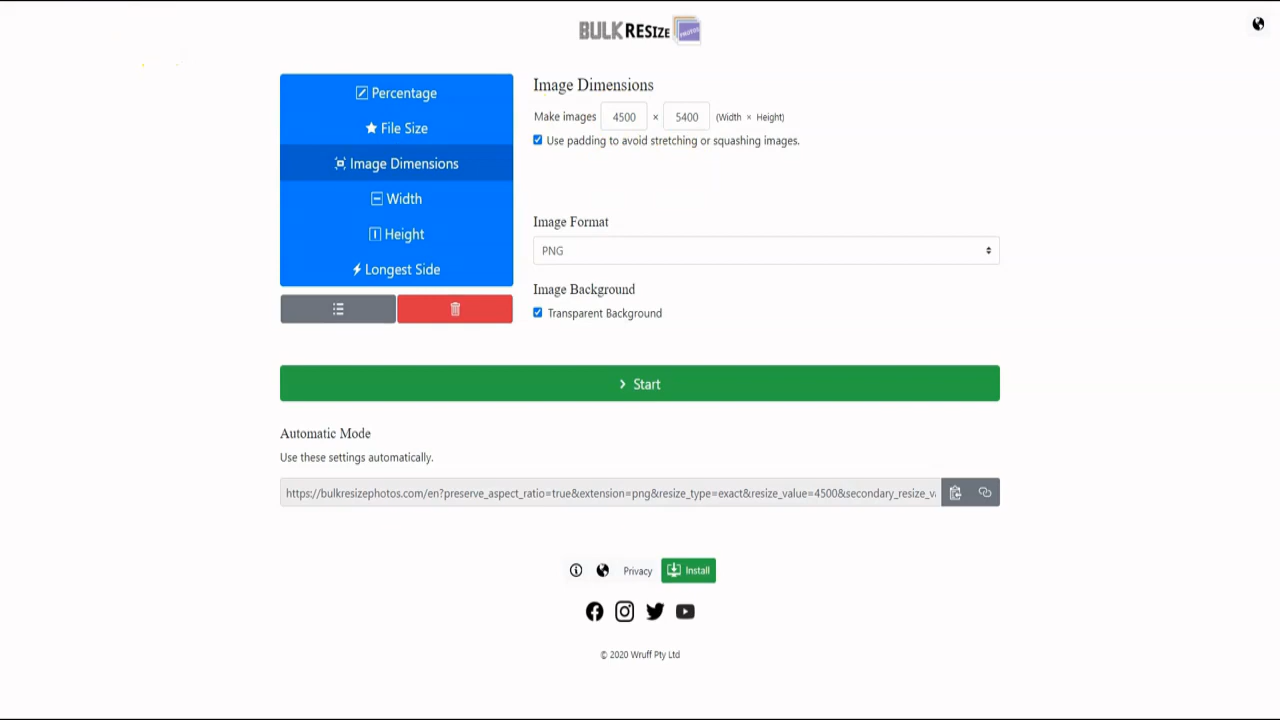 BULK RESIZE PHOTOS
Percentage
File Size
Image Dimensions
Width
Height
Longest Side
Image Dimensions
Make images 4500 × 5400 (Width × Height)
Use padding to avoid stretching or squashing images.
Image Format
PNG
Image Background
Transparent Background
Start
Automatic Mode
Use these settings automatically.
https://bulkresizephotos.com/en?preserve_aspect_ratio=true&extension=png&resize_type=exact&resize_value=4500&secondary_resize_v
Privacy
Install
© 2020 Wruff Pty Ltd